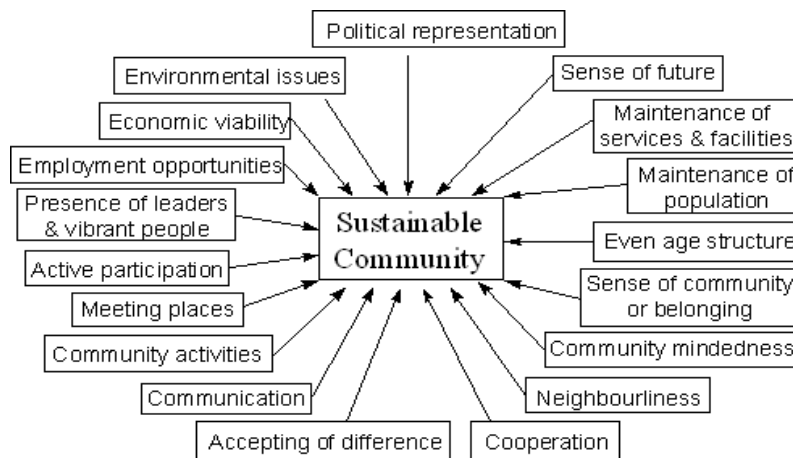 Political representation
Environmental issues
Sense of future
Economic viability
Maintenance of
services & facilities
Employment opportunities
Maintenance of
population
Presence of leaders
& vibrant people
Sustainable
Community
Even age structure
Active participation
Sense of community
or belonging
Meeting places
Community activities
Community mindedness
Communication
Neighbourliness
Accepting of difference
Cooperation